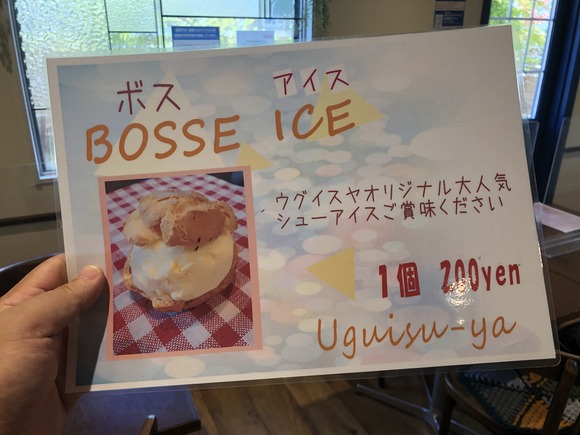 ボス アイス
BOSSE ICE
ウグイスヤオリジナル大人気
シューアイスご賞味ください
1個 200yen
Uguisu-ya